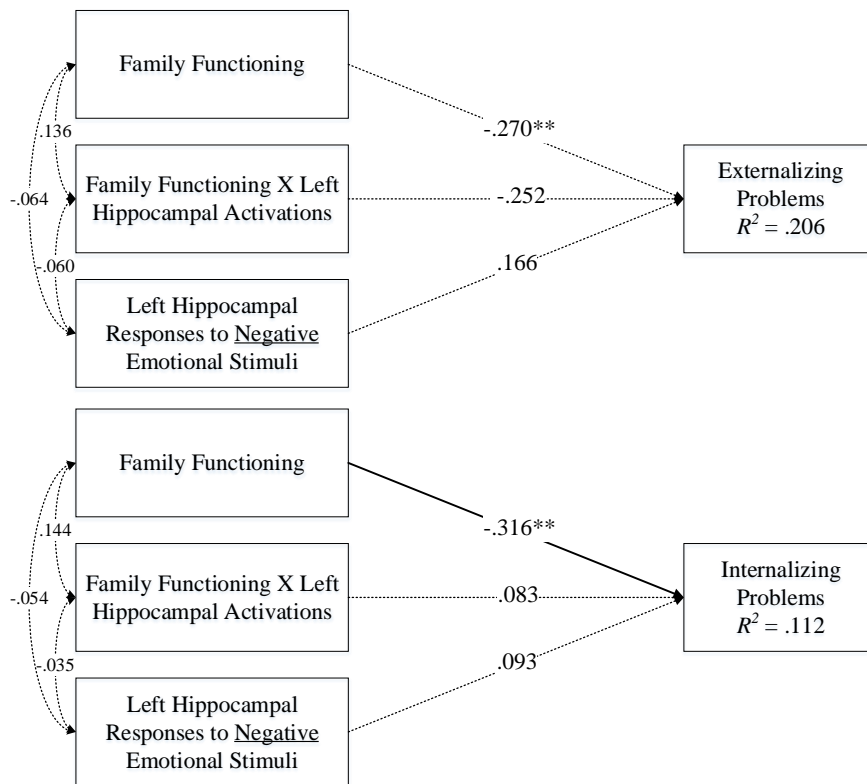 Family Functioning
-.270**
.136
Family Functioning X Left
Hippocampal Activations
-.252
Externalizing
Problems
R² = .206
-.064
-.060
.166
Left Hippocampal
Responses to Negative
Emotional Stimuli
Family Functioning
-.316**
.144
Family Functioning X Left
Hippocampal Activations
.083
Internalizing
Problems
R² = .112
-.054
-.035
.093
Left Hippocampal
Responses to Negative
Emotional Stimuli